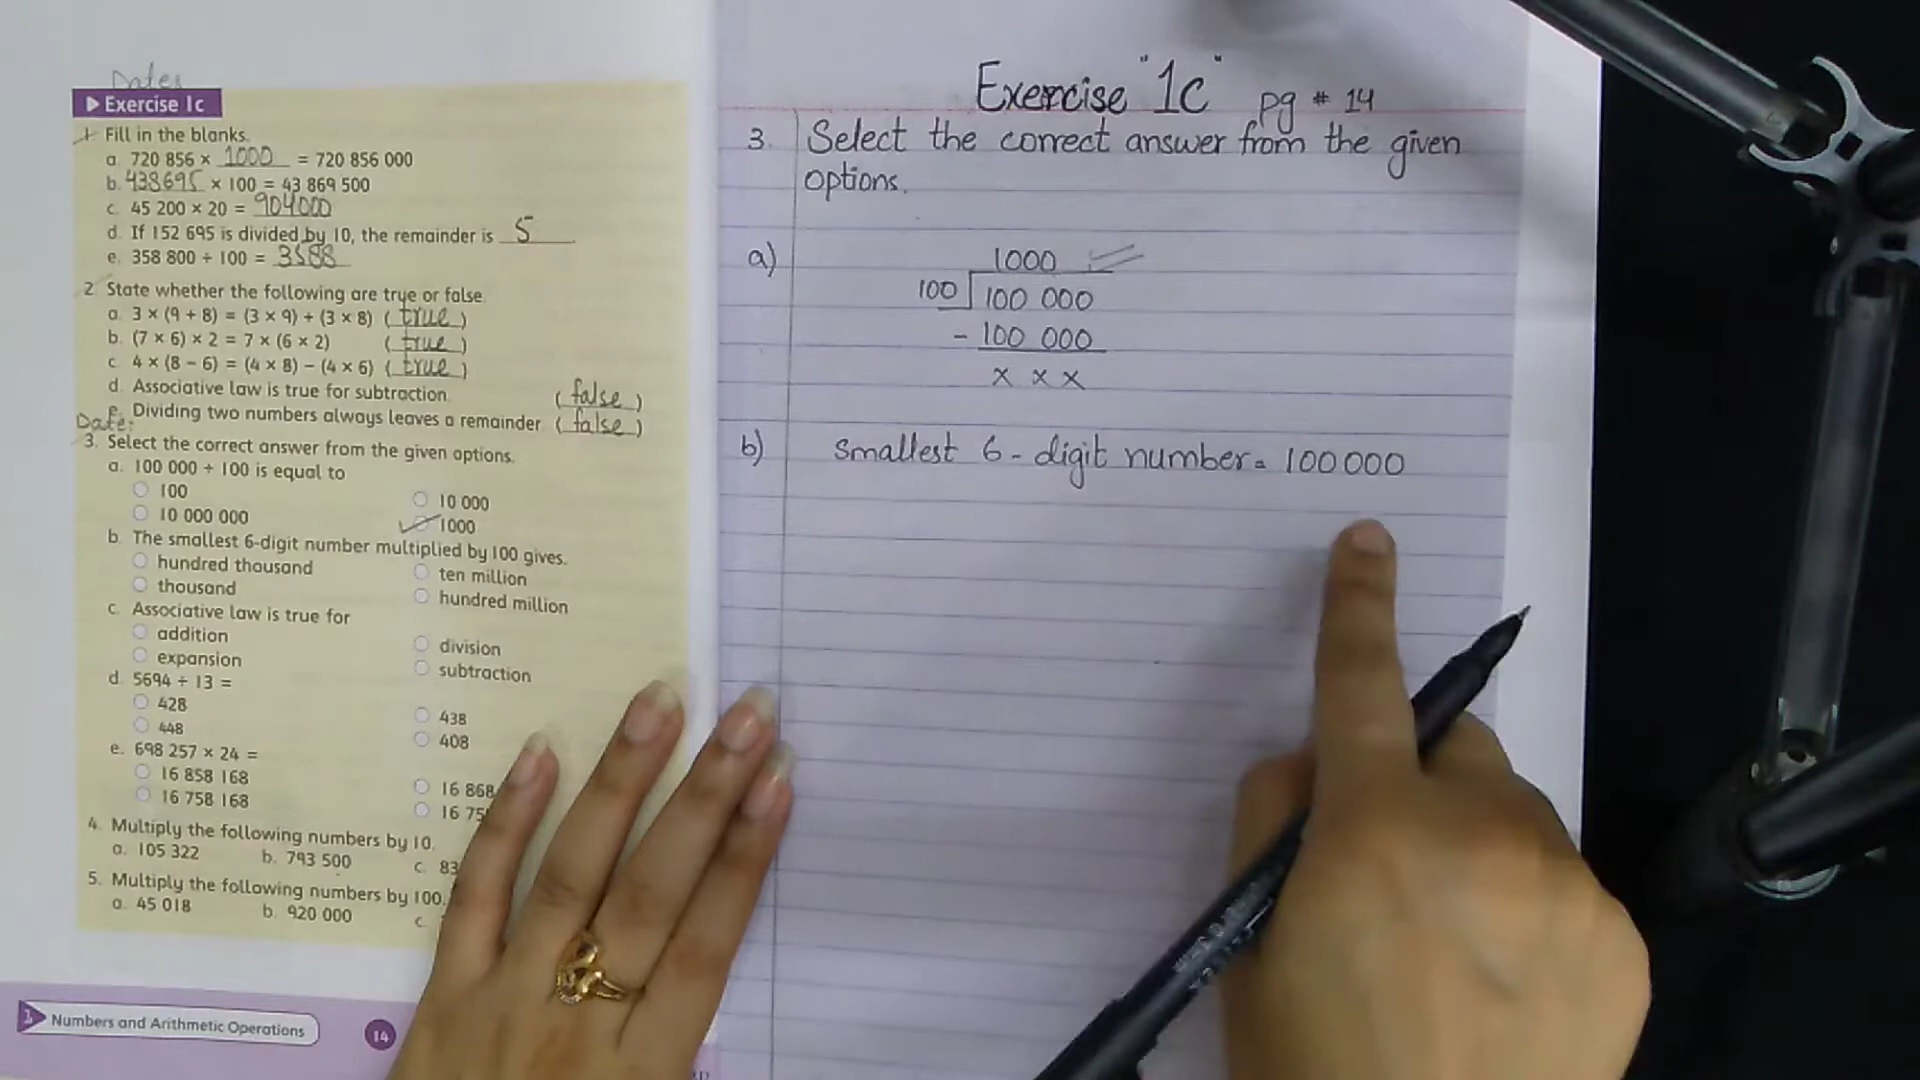 Date:
Exercise 1c
1. Fill in the blanks.
a. 720 856 × 1000 = 720 856 000
b. 438695 × 100 = 43 869 500
c. 45 200 × 20 = 904000
d. If 152 695 is divided by 10, the remainder is 5
e. 358 800 ÷ 100 = 3588
2. State whether the following are true or false
a. 3 × (9 + 8) = (3 × 9) + (3 × 8) (true)
b. (7 × 6) × 2 = 7 × (6 × 2) (true)
c. 4 × (8 − 6) = (4 × 8) − (4 × 6) (true)
d. Associative law is true for subtraction. (false)
e. Dividing two numbers always leaves a remainder (false)
Date:
3. Select the correct answer from the given options.
a. 100 000 ÷ 100 is equal to
100 10 000
10 000 000 1000
b. The smallest 6-digit number multiplied by 100 gives.
hundred thousand ten million
thousand hundred million
c. Associative law is true for
addition division
expansion subtraction
d. 5694 ÷ 13 =
428 438
448 408
e. 698 257 × 24 =
16 858 168 16 868
16 758 168 16 75
4. Multiply the following numbers by 10.
a. 105 322 b. 793 500 c. 83
5. Multiply the following numbers by 100.
a. 45 018 b. 920 000 c.
Numbers and Arithmetic Operations 14
Exercise "1c" pg # 14
3. Select the correct answer from the given
options.
a) 1000
100 100 000
- 100 000
x x x
b) Smallest 6 - digit number = 100 000